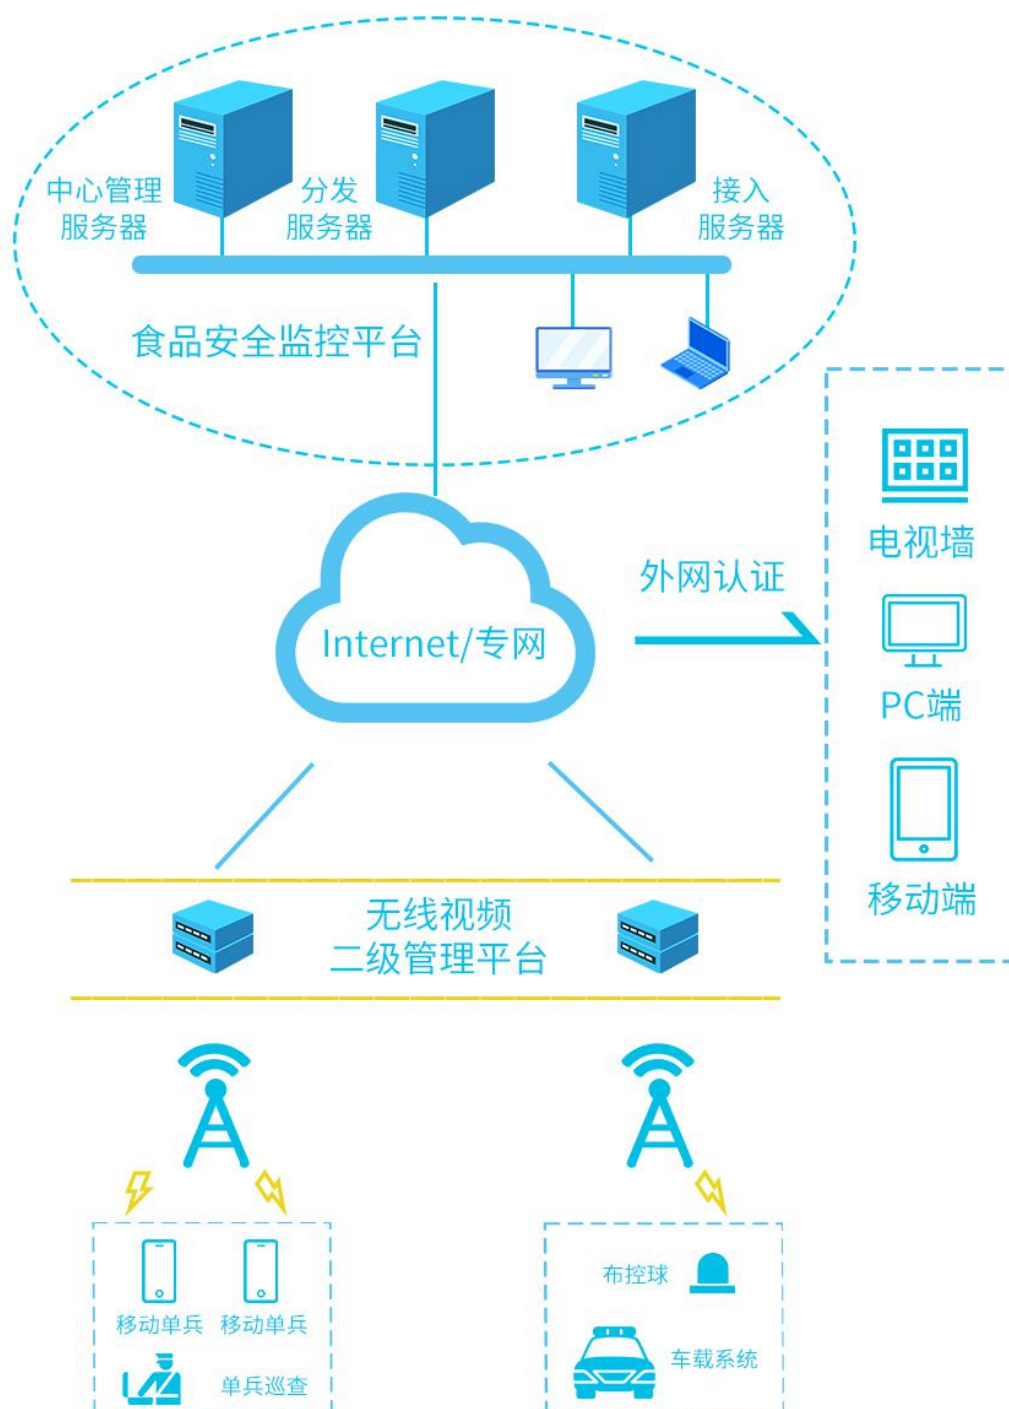 中心管理
服务器
分发
服务器
接入
服务器
食品安全监控平台
外网认证
Internet/专网
电视墙
PC端
移动端
无线视频
二级管理平台
移动单兵
移动单兵
单兵巡查
布控球
车载系统